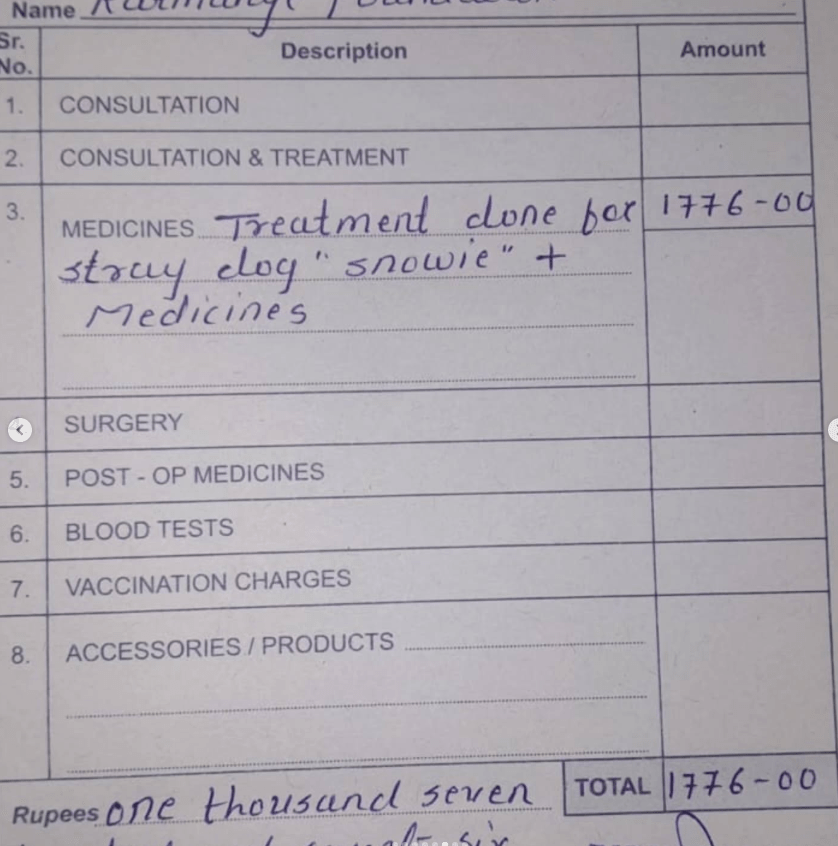 Name
Sr. No. Description Amount
1. CONSULTATION
2. CONSULTATION & TREATMENT
3. MEDICINES Treatment done for 1776-00
stray dog "snowie" +
Medicines
SURGERY
5. POST - OP MEDICINES
6. BLOOD TESTS
7. VACCINATION CHARGES
8. ACCESSORIES / PRODUCTS
TOTAL 1776-00
Rupees one thousand seven
six